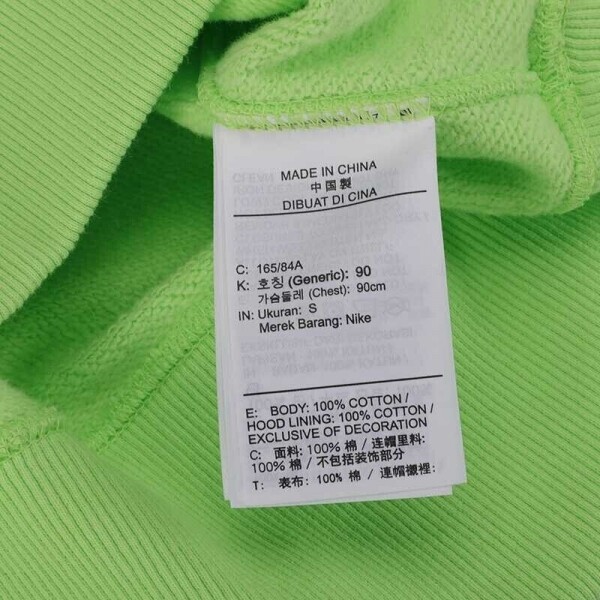 MADE IN CHINA
中国製
DIBUAT DI CINA
C: 165/84A
K: 호칭 (Generic): 90
가슴둘레 (Chest): 90cm
IN: Ukuran: S
Merek Barang: Nike
E: BODY: 100% COTTON /
HOOD LINING: 100% COTTON /
EXCLUSIVE OF DECORATION
C: 面料: 100% 棉 / 连帽里料:
100% 棉 / 不包括装饰部分
T: 表布: 100% 棉 / 連帽襯裡: